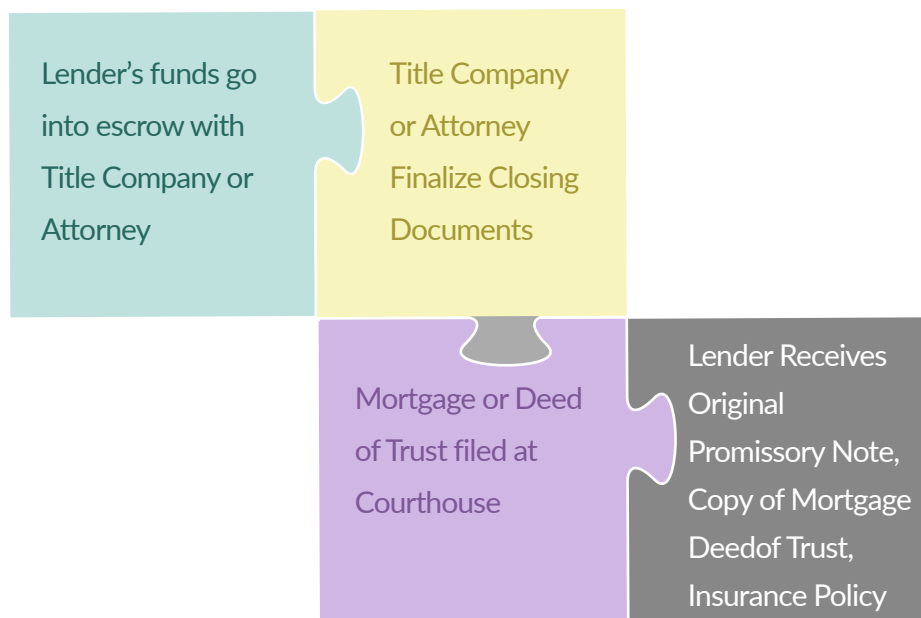 Lender’s funds go
into escrow with
Title Company or
Attorney
Title Company
or Attorney
Finalize Closing
Documents
Mortgage or Deed
of Trust filed at
Courthouse
Lender Receives
Original
Promissory Note,
Copy of Mortgage
Deedof Trust,
Insurance Policy